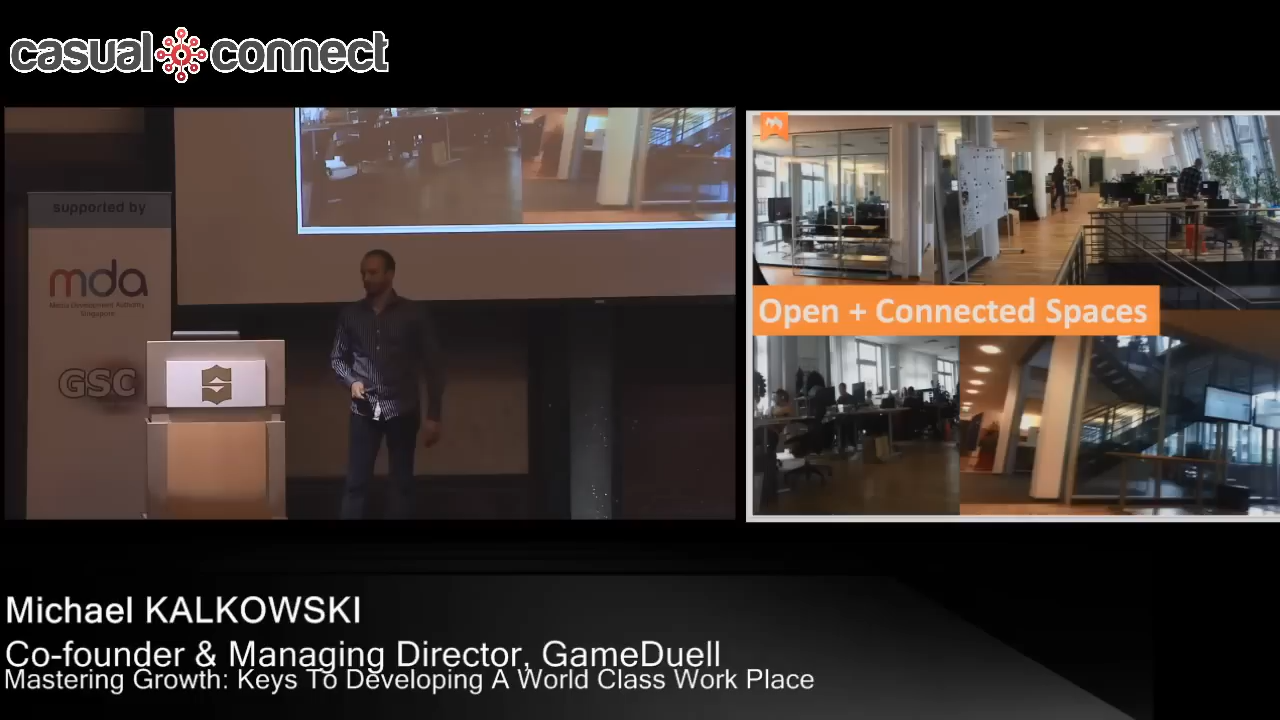 casual connect
supported by
mda
Media Development Authority
Singapore
GSC
Open + Connected Spaces
Michael KALKOWSKI
Co-founder & Managing Director, GameDuell
Mastering Growth: Keys To Developing A World Class Work Place